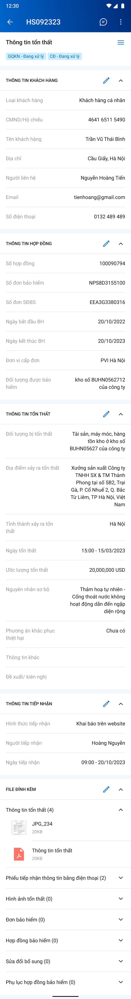 12:30
HS092323
Thông tin tổn thất
GQKN - Đang xử lý
CĐ - Đang xử lý
THÔNG TIN KHÁCH HÀNG
Loại khách hàng
Khách hàng cá nhân
CMND/Hộ chiếu
4641 6511 5490
Tên khách hàng
Trần Vũ Thái Bình
Địa chỉ
Cầu Giấy, Hà Nội
Người liên hệ
Nguyễn Hoàng Tiến
Email
tienhoang@gmail.com
Số điện thoại
0132 489 489
THÔNG TIN HỢP ĐỒNG
Số hợp đồng
100090794
Số đơn bảo hiểm
NPS8D3155100
Số đơn SĐBS
EEA3G3380316
Ngày bắt đầu BH
20/10/2022
Ngày kết thúc BH
20/10/2023
Đơn vị cấp đơn
PVI Hà Nội
Đối tượng được bảo
hiểm
kho số BUHN0562712
của công ty
THÔNG TIN TỔN THẤT
Đối tượng bị tổn thất
Tài sản, máy móc, hàng
tồn kho ở kho số
BUHN05627 của công ty
Địa điểm xảy ra tổn thất
Xưởng sản xuất Công ty
TNHH SX & TM Thành
Phong tại số 5B2, Trại
Gà, P. Cổ Nhuế 2, Q. Bắc
Từ Liêm, TP Hà Nội, Việt
Nam
Tỉnh thành xảy ra tổn
thất
Hà Nội
Ngày tổn thất
15:00 - 15/03/2023
Ước lượng tổn thất
20,000,000 USD
Nguyên nhân sơ bộ
Thảm hoạ tự nhiên -
Cống thoát nước không
hoạt động dẫn đến ngập
diện rộng
Phương án khắc phục
thiệt hại
Chưa có
Thông tin khác
Đề xuất/ kiên nghị
THÔNG TIN TIẾP NHẬN
Hình thức tiếp nhận
Khai báo trên website
Người tiếp nhận
Hoàng Nguyễn
Ngày tiếp nhận
09:00 - 20/10/2023
FILE ĐÍNH KÈM
Thông tin tổn thất (4)
JPG_234
20KB
Thông tin tổn thất
20KB
Phiếu tiếp nhận thông tin bằng điện thoại (2)
Hình ảnh tổn thất (0)
Đơn bảo hiểm (0)
Hợp đồng bảo hiểm (0)
Sửa đổi bổ sung (0)
Phụ lục hợp đồng bảo hiểm (0)